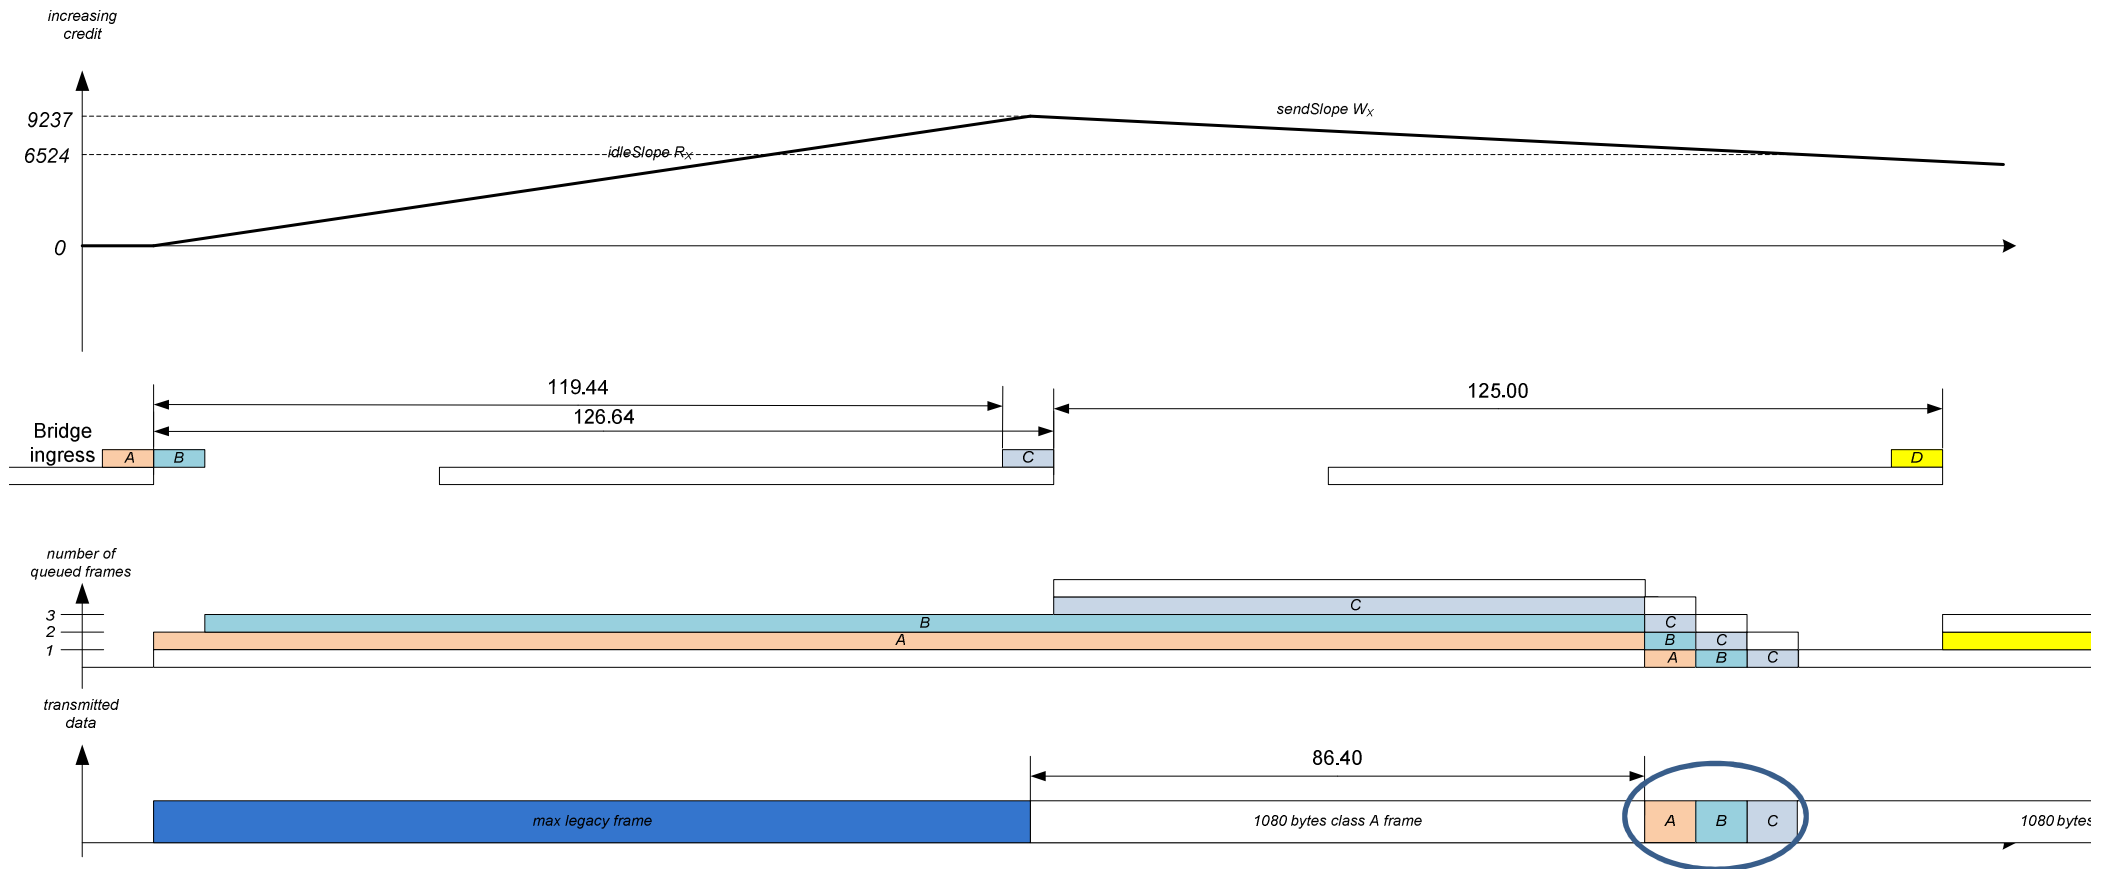 increasing
credit
9237
6524
0
idleSlope RX
sendSlope WX
119.44
126.64
125.00
Bridge
ingress
A
B
C
D
number of
queued frames
3
2
1
C
B
A
C
B
C
A
B
C
transmitted
data
86.40
max legacy frame
1080 bytes class A frame
A
B
C
1080 bytes